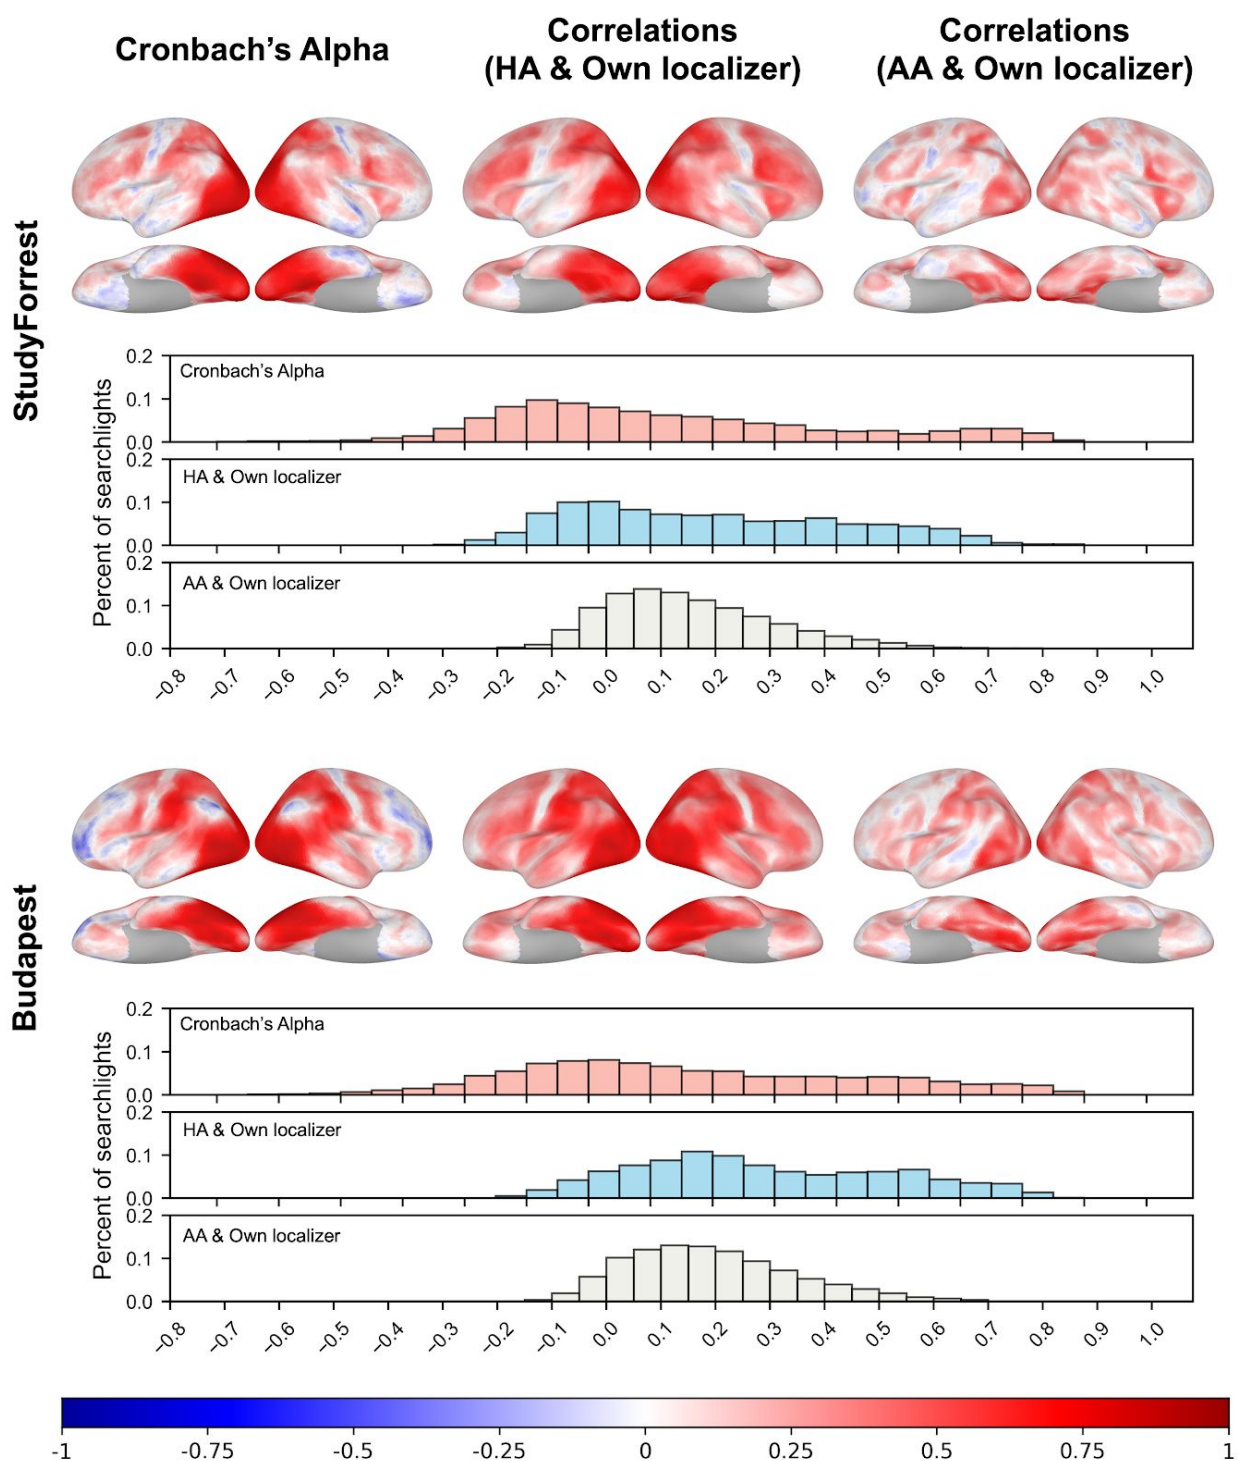 Cronbach’s Alpha
Correlations
(HA & Own localizer)
Correlations
(AA & Own localizer)
StudyForrest
Percent of searchlights
0.2
0.1
0.0
Cronbach’s Alpha
0.2
0.1
0.0
HA & Own localizer
0.2
0.1
0.0
AA & Own localizer
−0.8 −0.7 −0.6 −0.5 −0.4 −0.3 −0.2 −0.1 0.0 0.1 0.2 0.3 0.4 0.5 0.6 0.7 0.8 0.9 1.0
Budapest
Percent of searchlights
0.2
0.1
0.0
Cronbach’s Alpha
0.2
0.1
0.0
HA & Own localizer
0.2
0.1
0.0
AA & Own localizer
−0.8 −0.7 −0.6 −0.5 −0.4 −0.3 −0.2 −0.1 0.0 0.1 0.2 0.3 0.4 0.5 0.6 0.7 0.8 0.9 1.0
-1 -0.75 -0.5 -0.25 0 0.25 0.5 0.75 1